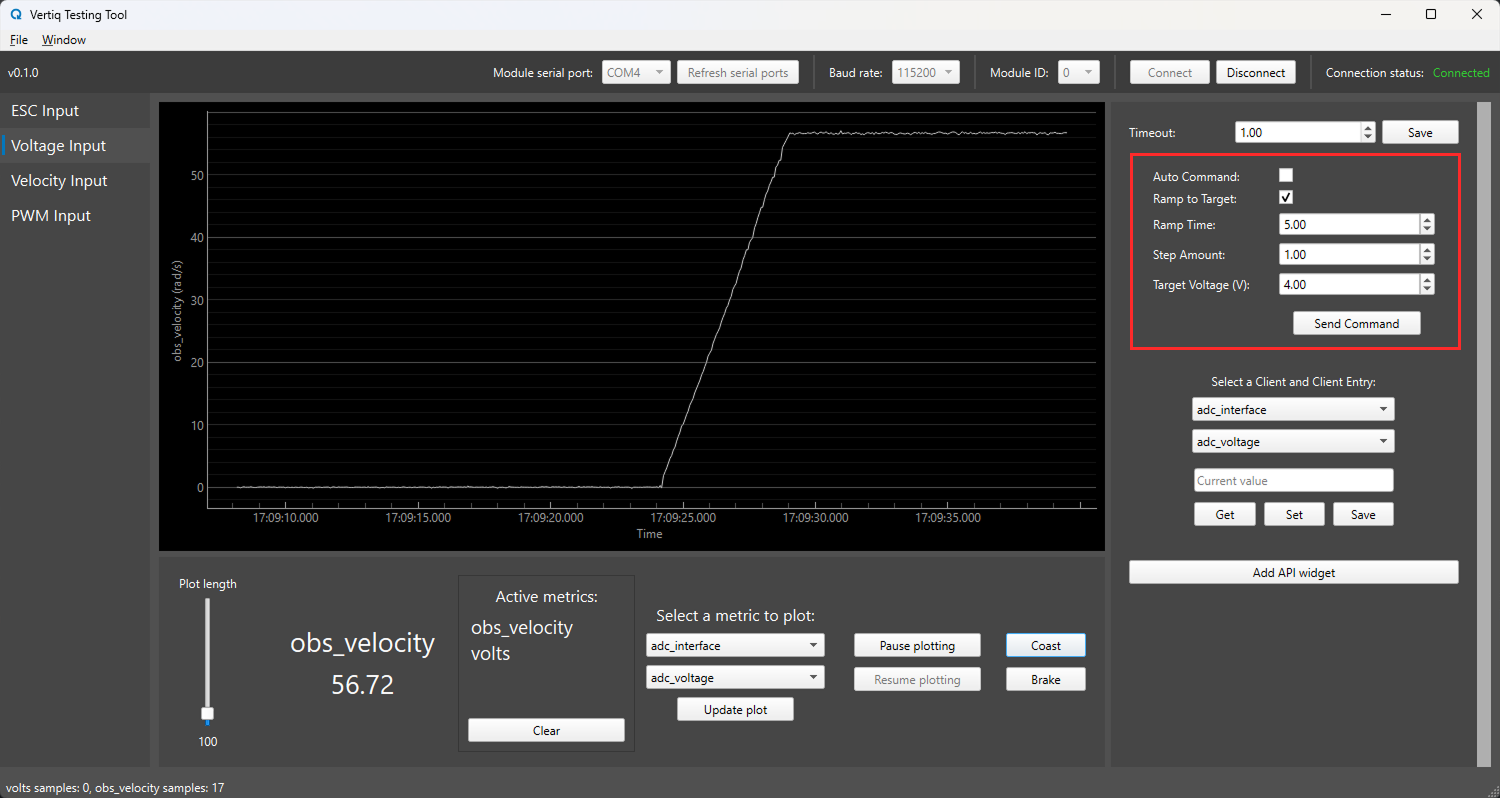 Vertiq Testing Tool
File Window
v0.1.0 Module serial port: COM4 Refresh serial ports Baud rate: 115200 Module ID: 0 Connect Disconnect Connection status: Connected
ESC Input
Voltage Input
Velocity Input
PWM Input
50
40
30
20
10
0
obs_velocity (rad/s)
17:09:10.000 17:09:15.000 17:09:20.000 17:09:25.000 17:09:30.000 17:09:35.000
Time
Timeout: 1.00 Save
Auto Command:
Ramp to Target:
Ramp Time: 5.00
Step Amount: 1.00
Target Voltage (V): 4.00
Send Command
Select a Client and Client Entry:
adc_interface
adc_voltage
Current value
Get Set Save
Add API widget
Plot length
100
obs_velocity
56.72
Active metrics:
obs_velocity
volts
Clear
Select a metric to plot:
adc_interface
adc_voltage
Update plot
Pause plotting
Resume plotting
Coast
Brake
volts samples: 0, obs_velocity samples: 17